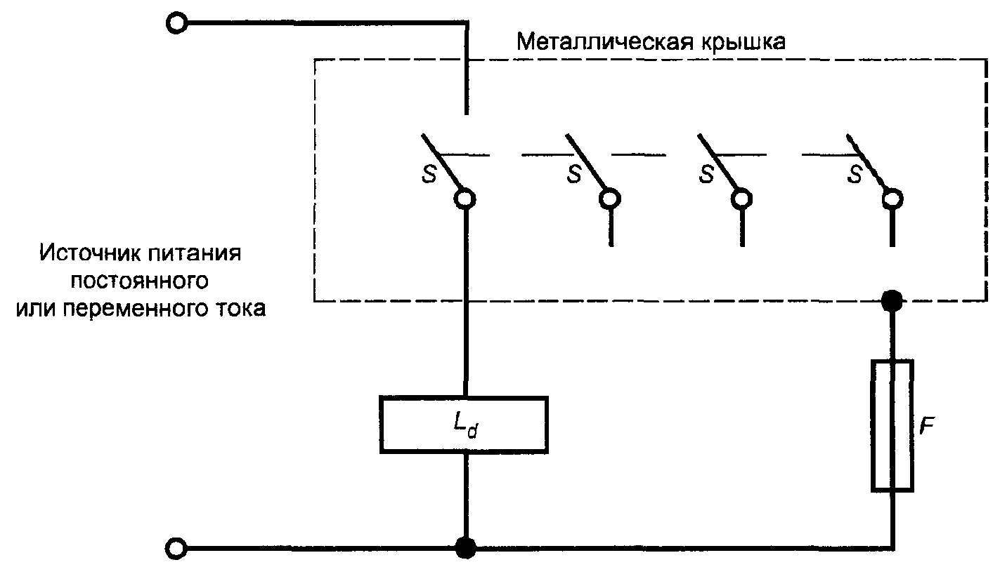 Металлическая крышка
S S S S
Источник питания
постоянного
или переменного тока
L_d
F